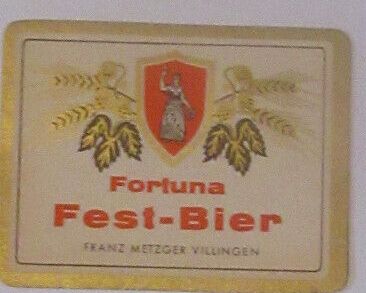 Fortuna
Fest-Bier
FRANZ METZGER VILLINGEN